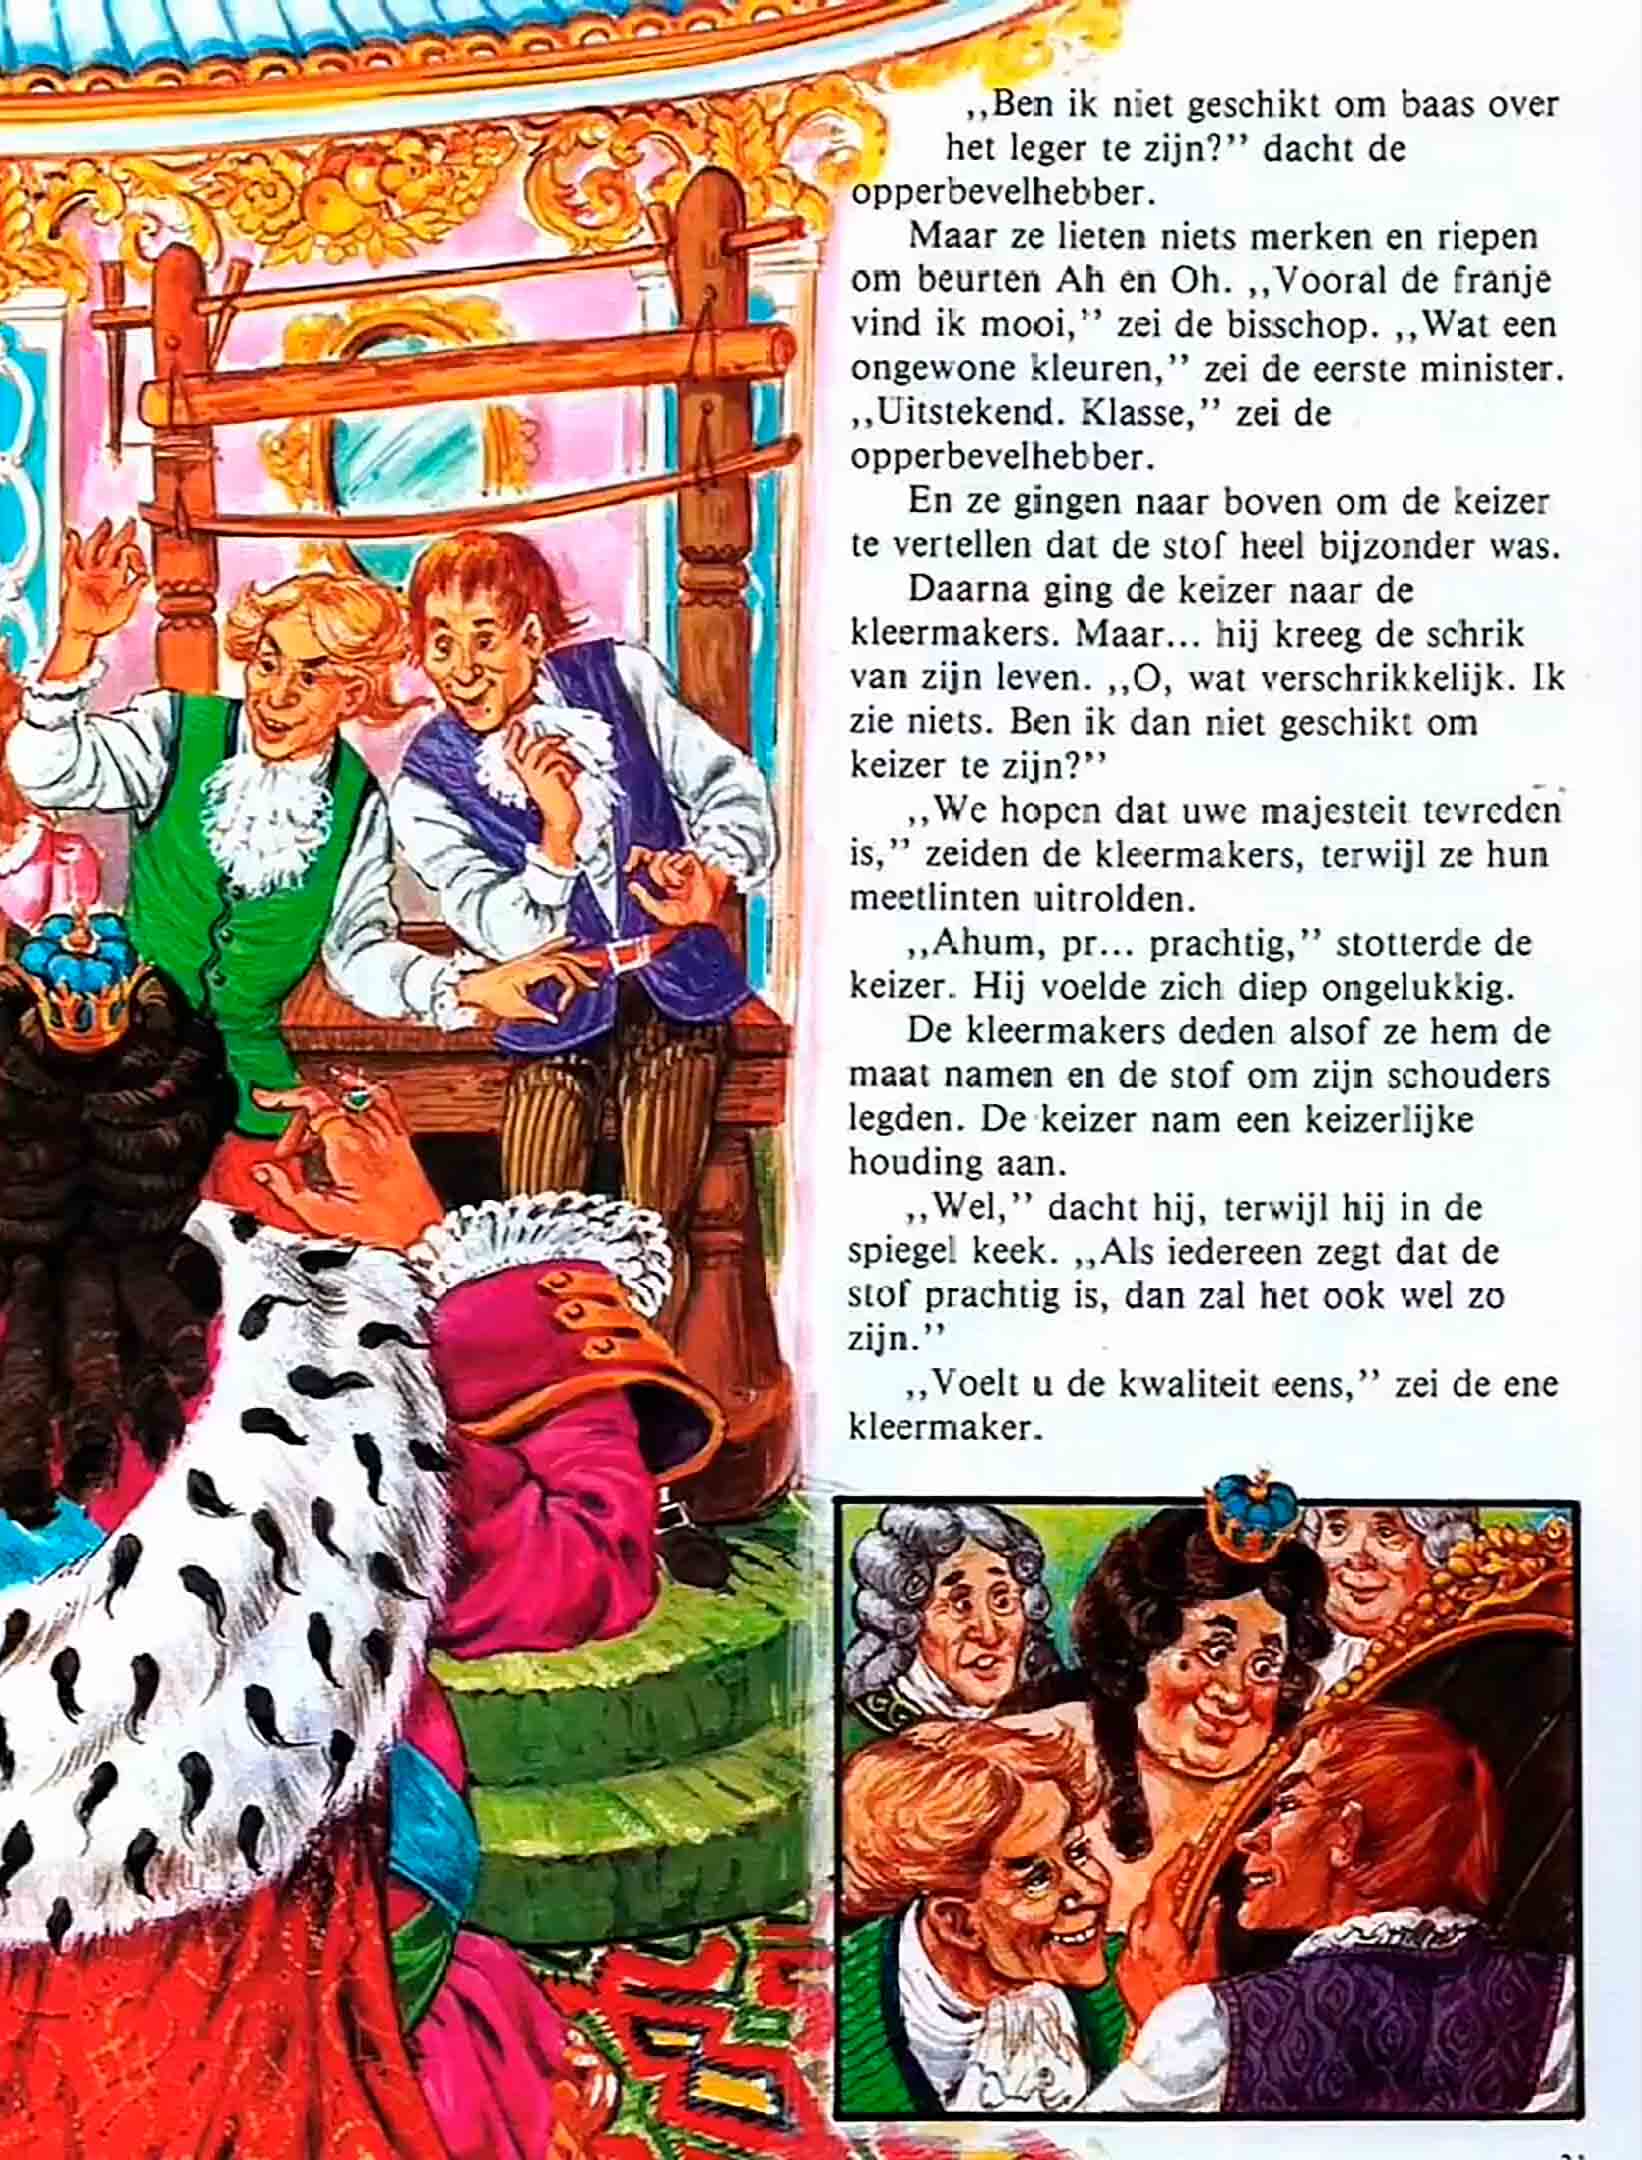 ,,Ben ik niet geschikt om baas over
het leger te zijn?" dacht de
opperbevelhebber.
Maar ze lieten niets merken en riepen
om beurten Ah en Oh. ,,Vooral de franje
vind ik mooi," zei de bisschop. ,,Wat een
ongewone kleuren," zei de eerste minister.
,,Uitstekend. Klasse," zei de
opperbevelhebber.
En ze gingen naar boven om de keizer
te vertellen dat de stof heel bijzonder was.
Daarna ging de keizer naar de
kleermakers. Maar... hij kreeg de schrik
van zijn leven. ,,O, wat verschrikkelijk. Ik
zie niets. Ben ik dan niet geschikt om
keizer te zijn?"
,,We hopen dat uwe majesteit tevreden
is," zeiden de kleermakers, terwijl ze hun
meetlinten uitrolden.
,,Ahum, pr... prachtig," stotterde de
keizer. Hij voelde zich diep ongelukkig.
De kleermakers deden alsof ze hem de
maat namen en de stof om zijn schouders
legden. De keizer nam een keizerlijke
houding aan.
,,Wel," dacht hij, terwijl hij in de
spiegel keek. ,,Als iedereen zegt dat de
stof prachtig is, dan zal het ook wel zo
zijn."
,,Voelt u de kwaliteit eens," zei de ene
kleermaker.